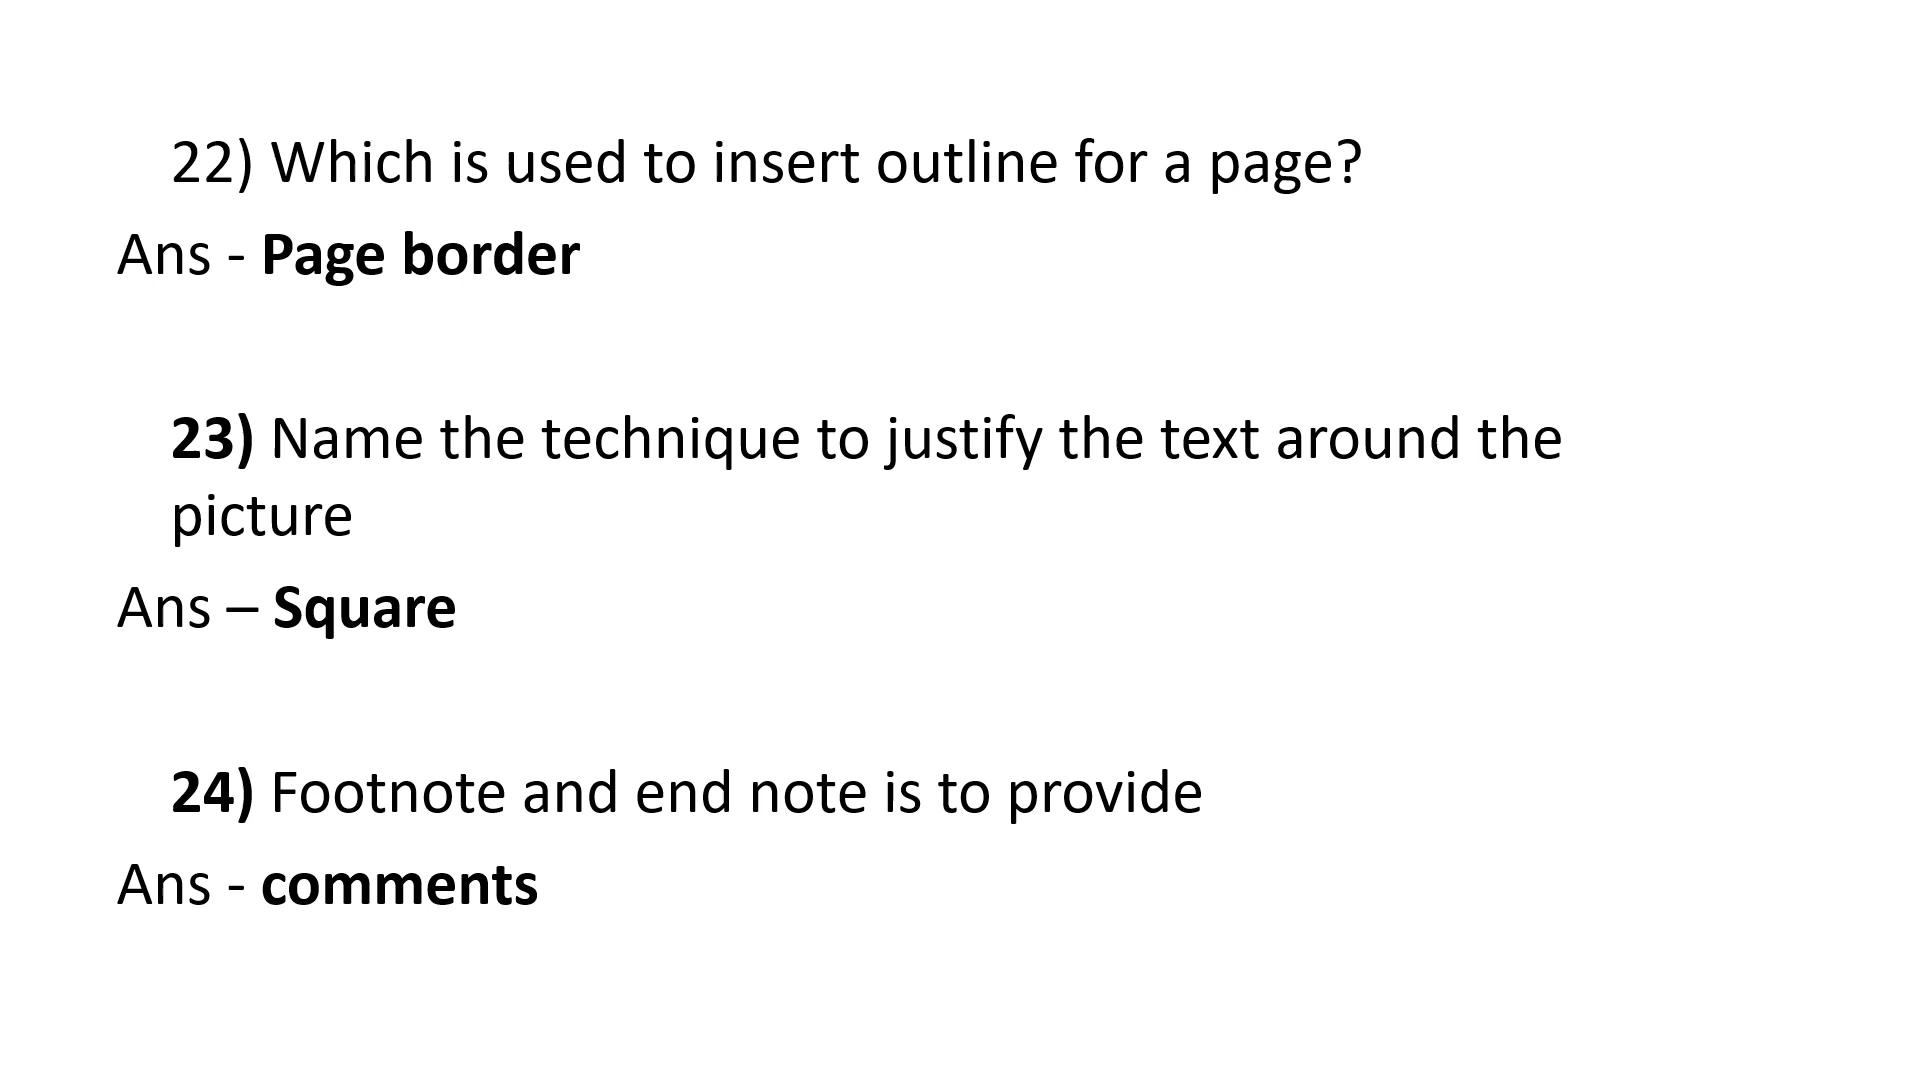 22) Which is used to insert outline for a page?
Ans - Page border
23) Name the technique to justify the text around the
picture
Ans – Square
24) Footnote and end note is to provide
Ans - comments